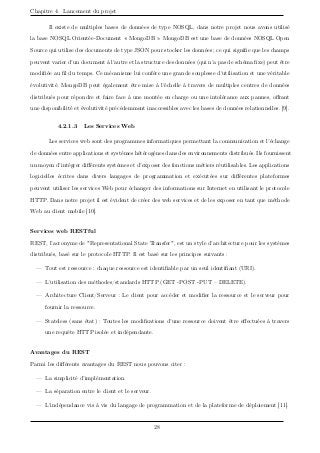 Chapitre 4. Lancement du projet
Il existe de multiples bases de données de type NOSQL, dans notre projet nous avons utilisé
la base NOSQL Orientée-Document « MongoDB ». MongoDB est une base de données NOSQL Open
Source qui utilise des documents de type JSON pour stocker les données ; ce qui signifie que les champs
peuvent varier d'un document à l'autre et la structure des données (qui n'a pas de schéma fixe) peut être
modifiée au fil du temps. Ce mécanisme lui confère une grande souplesse d'utilisation et une véritable
évolutivité. MongoDB peut également être mise à l'échelle à travers de multiples centres de données
distribués pour répondre et faire face à une montée en charge ou une intolérance aux pannes, offrant
une disponibilité et évolutivité précédemment inaccessibles avec les bases de données relationnelles. [9].
4.2.1.3 Les Services Web
Les services web sont des programmes informatiques permettant la communication et l'échange
de données entre applications et systèmes hétérogènes dans des environnements distribués. Ils fournissent
un moyen d'intégrer différents systèmes et d'exposer des fonctions métiers réutilisables. Les applications
logicielles écrites dans divers langages de programmation et exécutées sur différentes plateformes
peuvent utiliser les services Web pour échanger des informations sur Internet en utilisant le protocole
HTTP. Dans notre projet il est évident de créer des web services et de les exposer en tant que méthode
Web au client mobile [10].
Services web RESTful
REST, l'acronyme de "Representational State Transfer", est un style d'architecture pour les systèmes
distribués, basé sur le protocole HTTP. Il est basé sur les principes suivants :
— Tout est ressource : chaque ressource est identifiable par un seul identifiant (URI).
— L'utilisation des méthodes standards HTTP (GET -POST -PUT – DELETE)
— Architecture Client/Serveur : Le client pour accéder et modifier la ressource et le serveur pour
fournir la ressource.
— Stateless (sans état) : Toutes les modifications d'une ressource doivent être effectuées à travers
une requête HTTP isolée et indépendante.
Avantages du REST
Parmi les différents avantages du REST nous pouvons citer :
— La simplicité d'implémentation.
— La séparation entre le client et le serveur.
— L'indépendance vis à vis du langage de programmation et de la plateforme de déploiement [11].
28